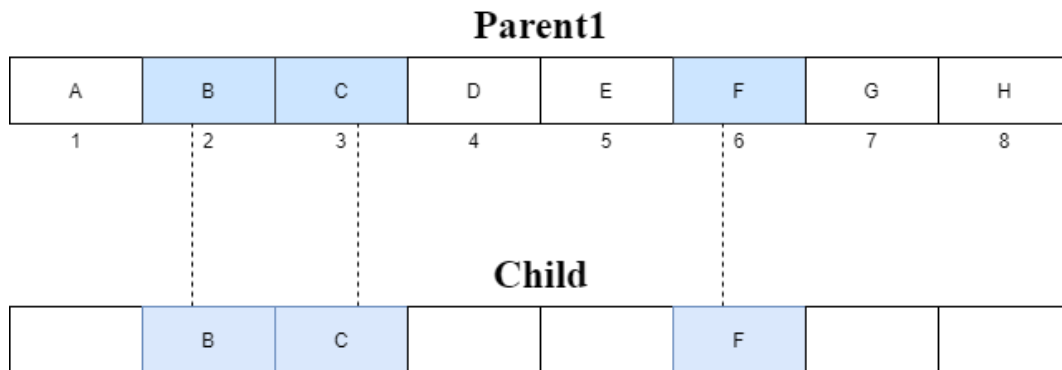 Parent1
A B C D E F G H
1 2 3 4 5 6 7 8
Child
B C F